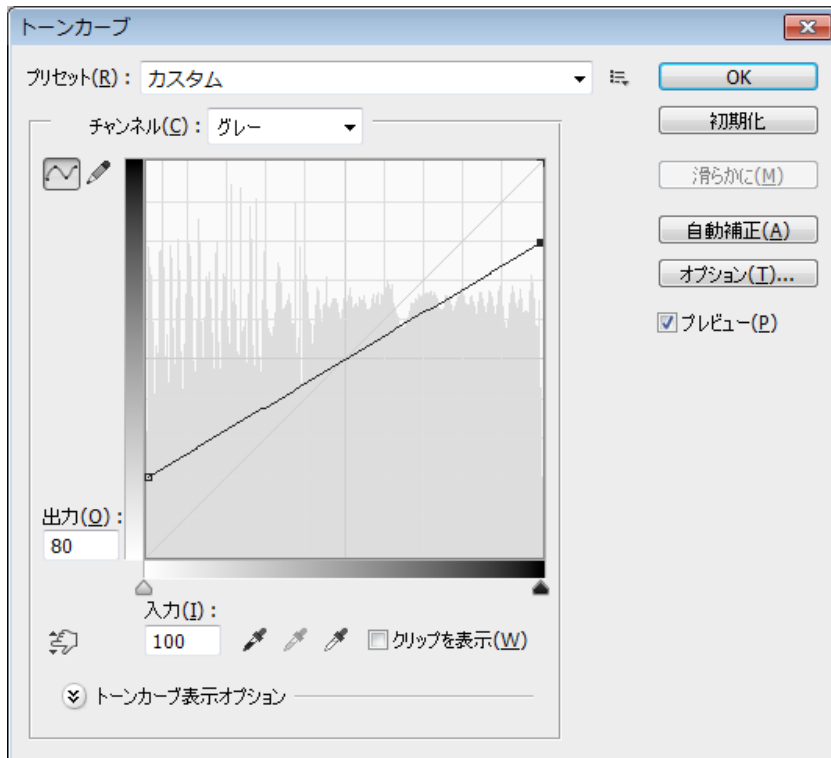 トーンカーブ
プリセット(R)： カスタム
OK
チャンネル(C)： グレー
初期化
滑らかに(M)
自動補正(A)
オプション(T)...
プレビュー(P)
出力(O)：
80
入力(I)：
100
クリップを表示(W)
トーンカーブ表示オプション